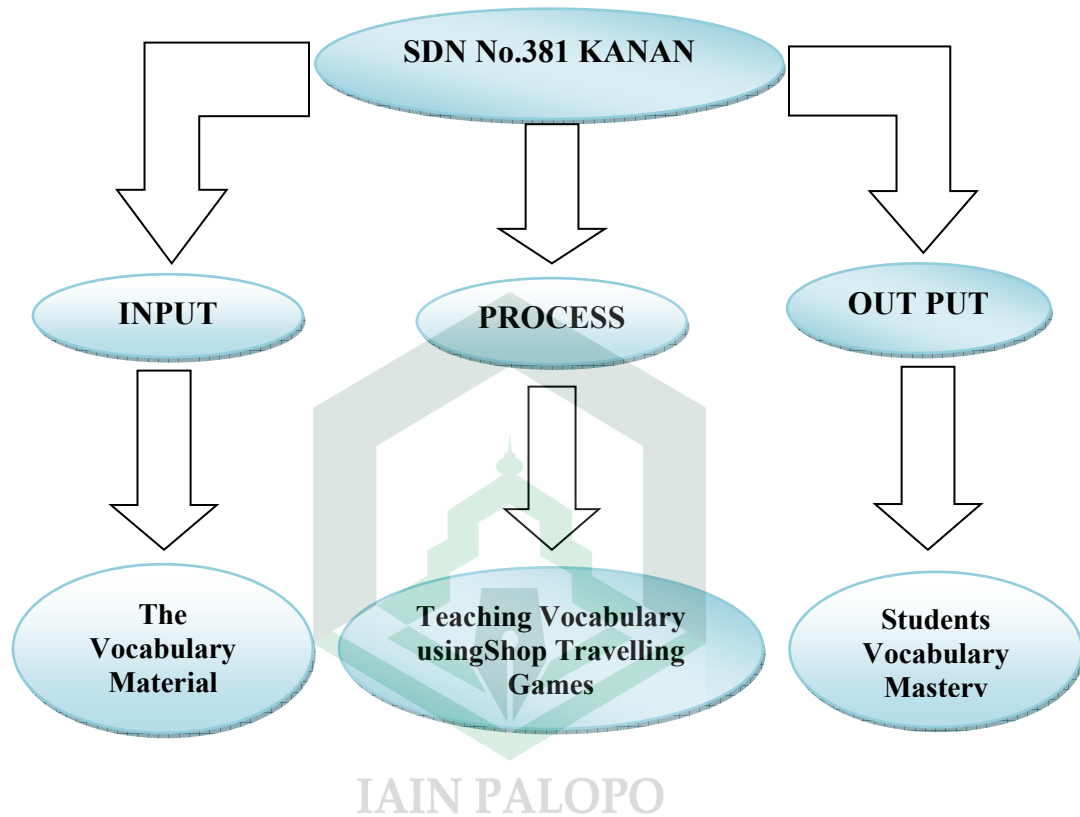 SDN No.381 KANAN
INPUT
PROCESS
OUT PUT
The
Vocabulary
Material
Teaching Vocabulary
usingShop Travelling
Games
Students
Vocabulary
Mastery
IAIN PALOPO